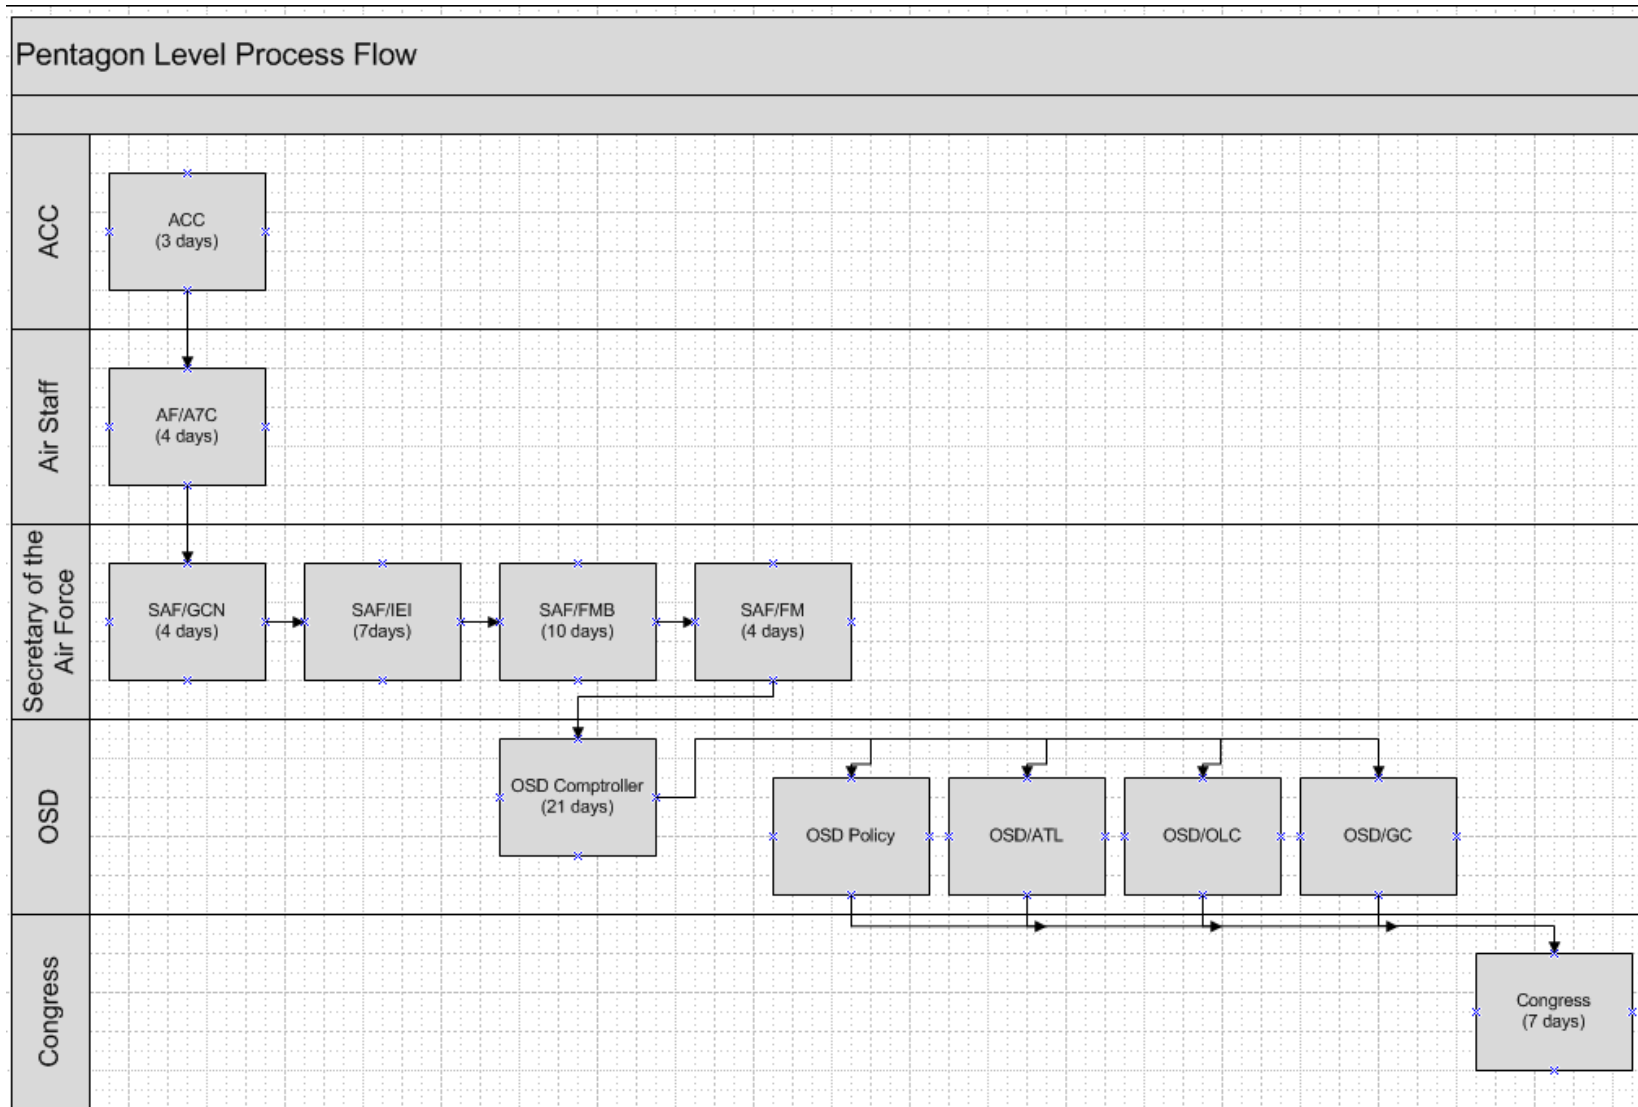 Pentagon Level Process Flow
ACC
ACC
(3 days)
Air Staff
AF/A7C
(4 days)
Secretary of the
Air Force
SAF/GCN
(4 days)
SAF/IEI
(7days)
SAF/FMB
(10 days)
SAF/FM
(4 days)
OSD
OSD Comptroller
(21 days)
OSD Policy
OSD/ATL
OSD/OLC
OSD/GC
Congress
Congress
(7 days)